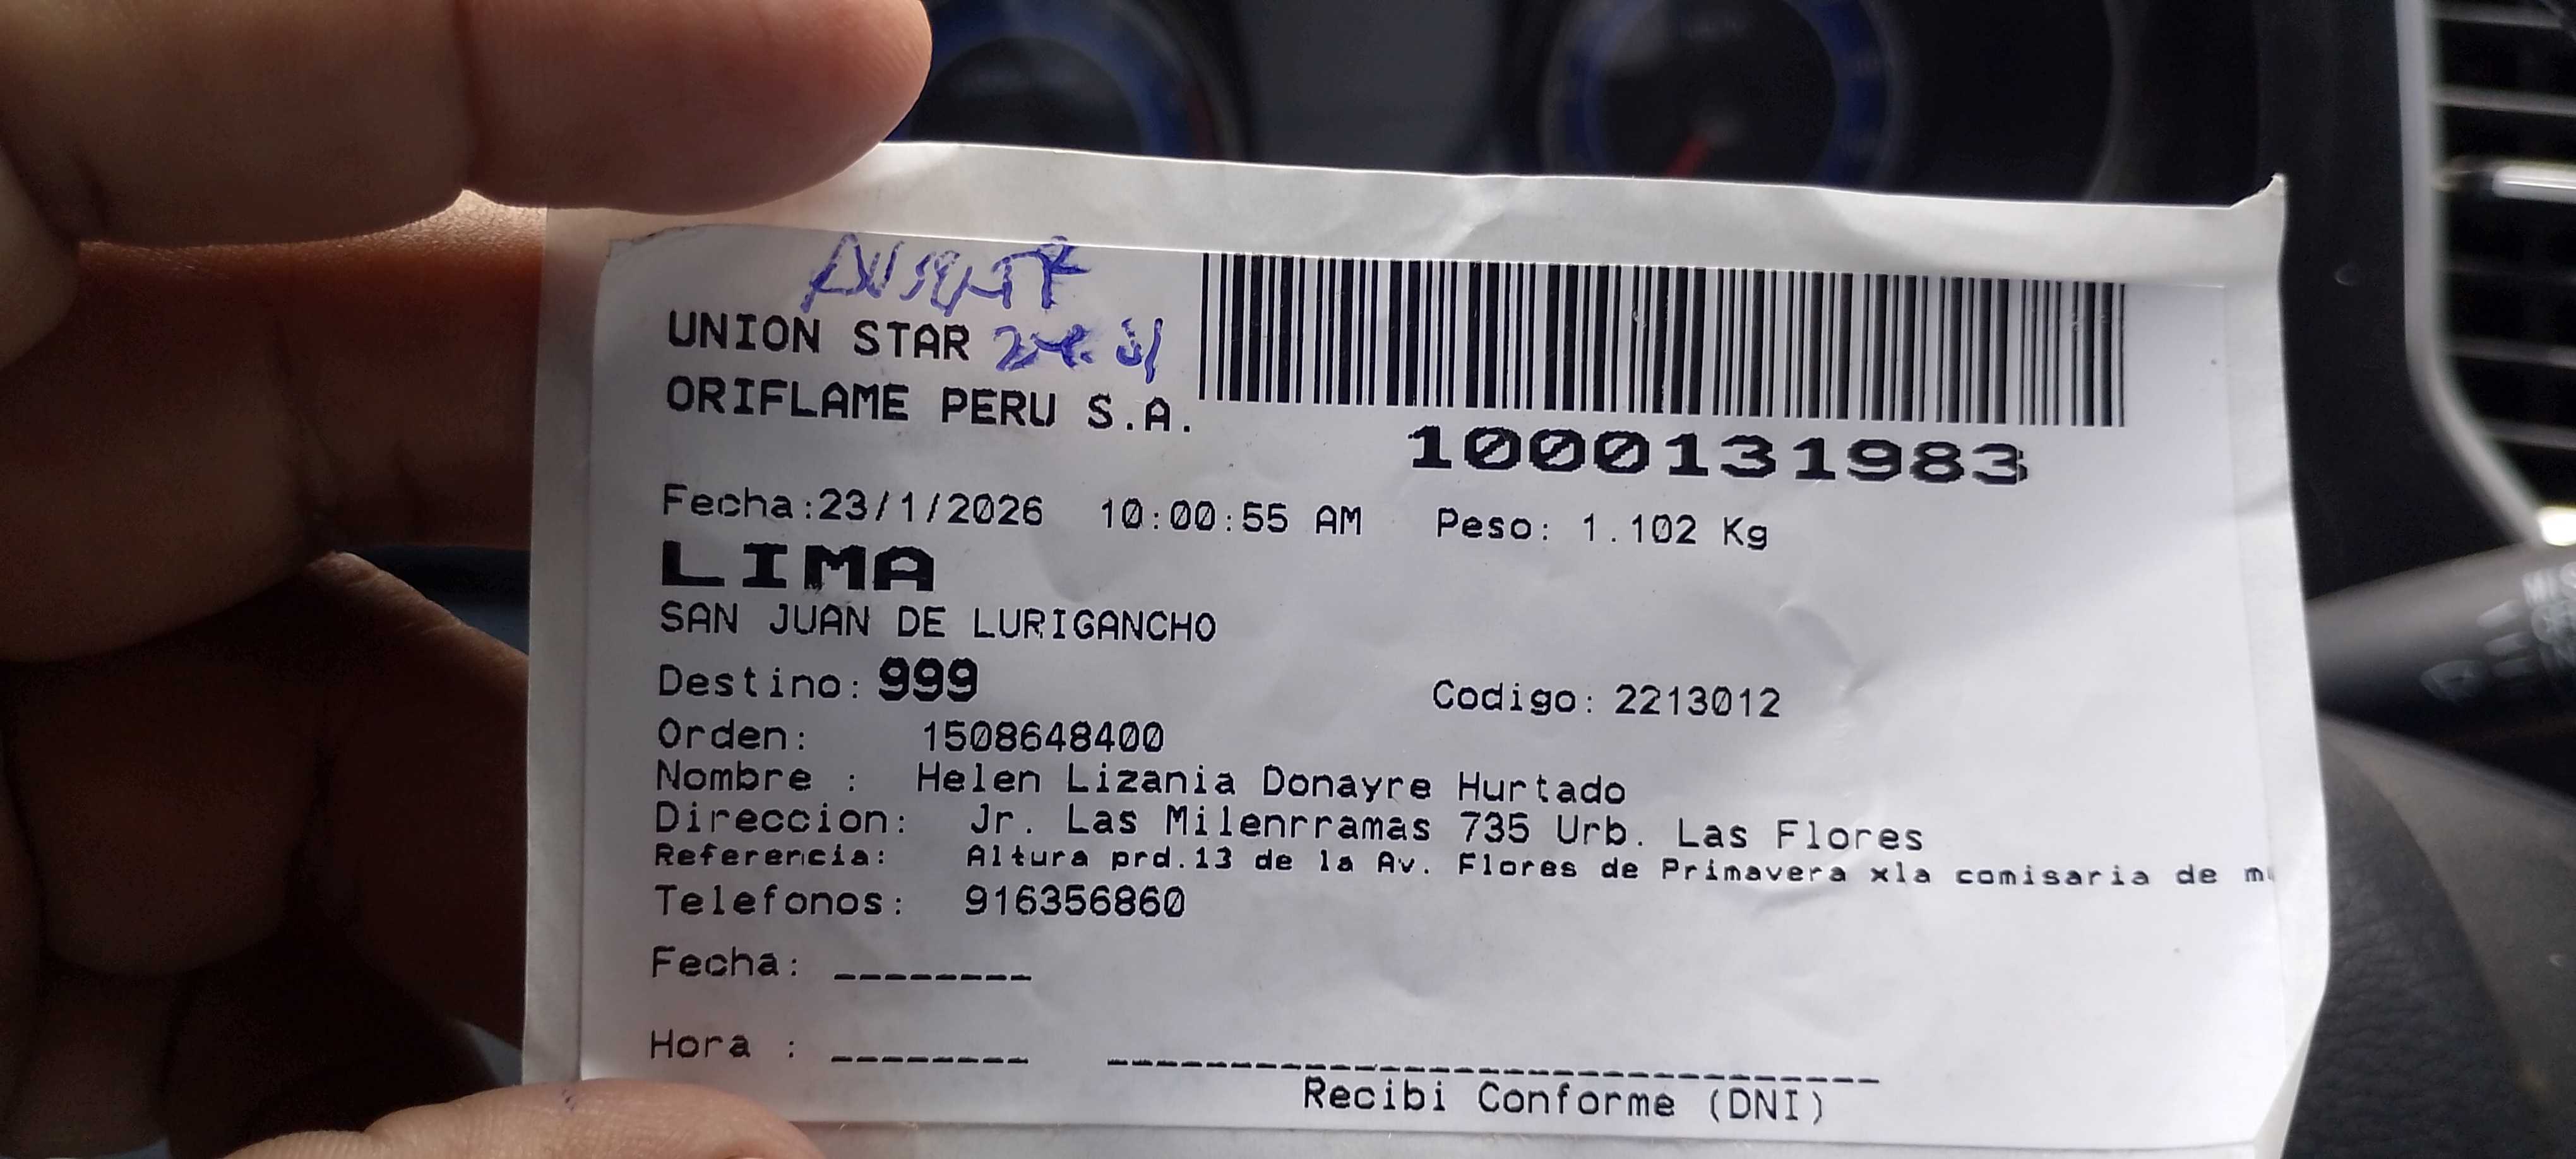 UNION STAR
ORIFLAME PERU S.A.
1000131983
Fecha:23/1/2026 10:00:55 AM Peso: 1.102 Kg
LIMA
SAN JUAN DE LURIGANCHO
Destino: 999 Codigo: 2213012
Orden: 1508648400
Nombre : Helen Lizania Donayre Hurtado
Direccion: Jr. Las Milenrramas 735 Urb. Las Flores
Referencia: Altura prd.13 de la Av. Flores de Primavera xla comisaria de
Telefonos: 916356860
Fecha: ________
Hora : ________
Recibi Conforme (DNI)